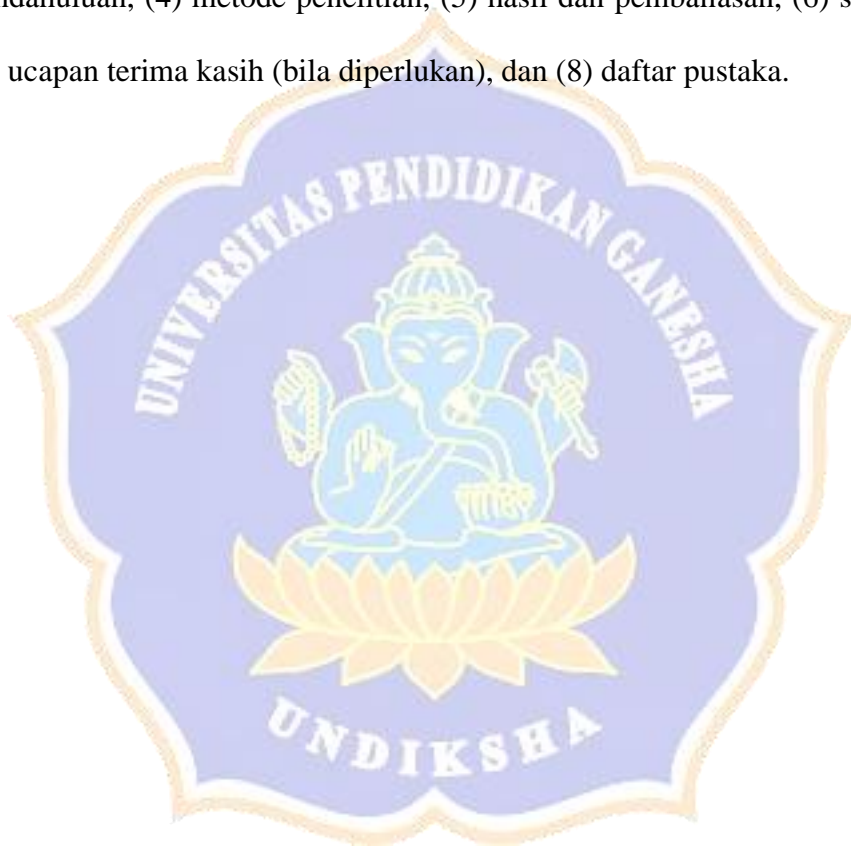 ndahuluan, (4) metode penelitian, (5) hasil dan pembahasan, (6) s
ucapan terima kasih (bila diperlukan), dan (8) daftar pustaka.
UNIVERSITAS PENDIDIKAN GANESHA
UNDIKSHA